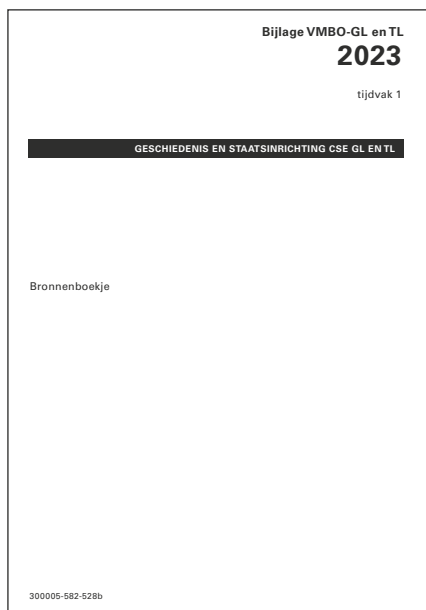 Bijlage VMBO-GL en TL
2023
tijdvak 1
GESCHIEDENIS EN STAATSINRICHTING CSE GL EN TL
Bronnenboekje
300005-582-528b